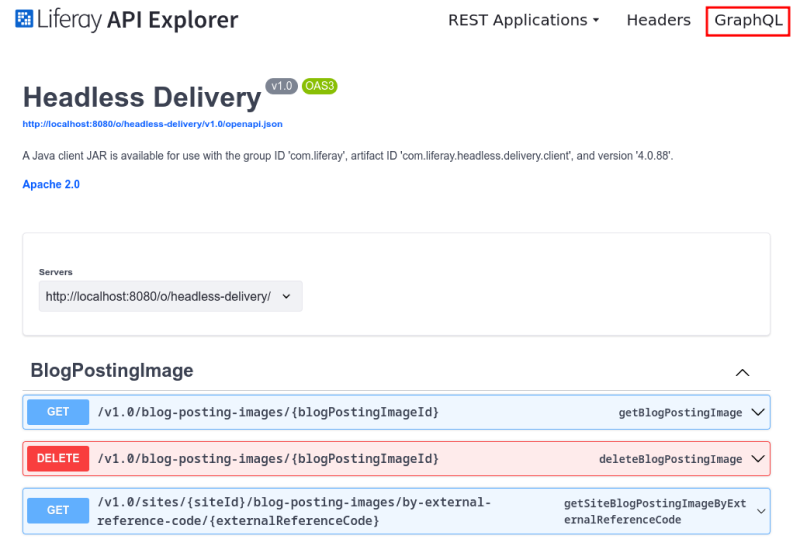 Liferay API Explorer REST Applications Headers GraphQL
Headless Delivery v1.0 OAS3
http://localhost:8080/o/headless-delivery/v1.0/openapi.json
A Java client JAR is available for use with the group ID 'com.liferay', artifact ID 'com.liferay.headless.delivery.client', and version '4.0.88'.
Apache 2.0
Servers
http://localhost:8080/o/headless-delivery/
BlogPostingImage
GET /v1.0/blog-posting-images/{blogPostingImageId} getBlogPostingImage
DELETE /v1.0/blog-posting-images/{blogPostingImageId} deleteBlogPostingImage
GET /v1.0/sites/{siteId}/blog-posting-images/by-external- getSiteBlogPostingImageByExt
reference-code/{externalReferenceCode} ernalReferenceCode